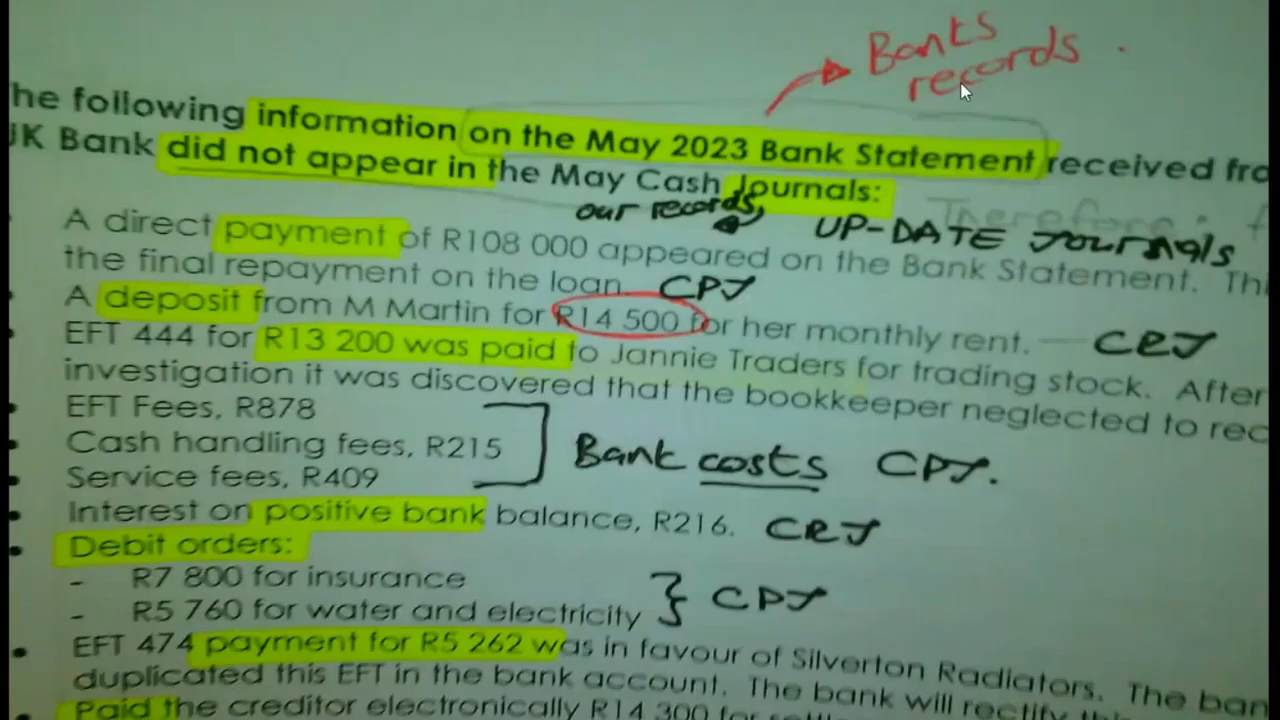 Banks
records.
he following information on the May 2023 Bank Statement received fro
UK Bank did not appear in the May Cash Journals:
our records, UP-DATE Journals
A direct payment of R108 000 appeared on the Bank Statement. Thi
the final repayment on the loan. CPJ
A deposit from M Martin for R14 500 for her monthly rent. — CRJ
EFT 444 for R13 200 was paid to Jannie Traders for trading stock. After
investigation it was discovered that the bookkeeper neglected to rec
• EFT Fees, R878
• Cash handling fees, R215
• Service fees, R409
Bank costs CPJ.
• Interest on positive bank balance, R216. CRJ
• Debit orders:
- R7 800 for insurance
- R5 760 for water and electricity } CPJ
• EFT 474 payment for R5 262 was in favour of Silverton Radiators. The ban
duplicated this EFT in the bank account. The bank will rectify
• Paid the creditor electronically R14 300 for